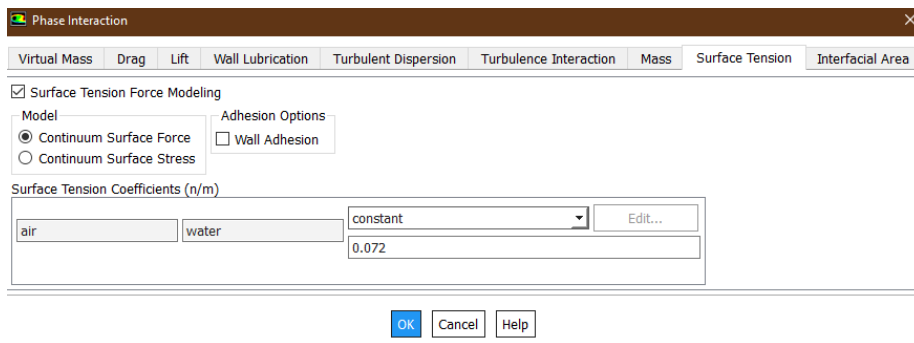 Phase Interaction
Virtual Mass Drag Lift Wall Lubrication Turbulent Dispersion Turbulence Interaction Mass Surface Tension Interfacial Area
Surface Tension Force Modeling
Model Adhesion Options
Continuum Surface Force Wall Adhesion
Continuum Surface Stress
Surface Tension Coefficients (n/m)
air water constant Edit...
0.072
OK Cancel Help